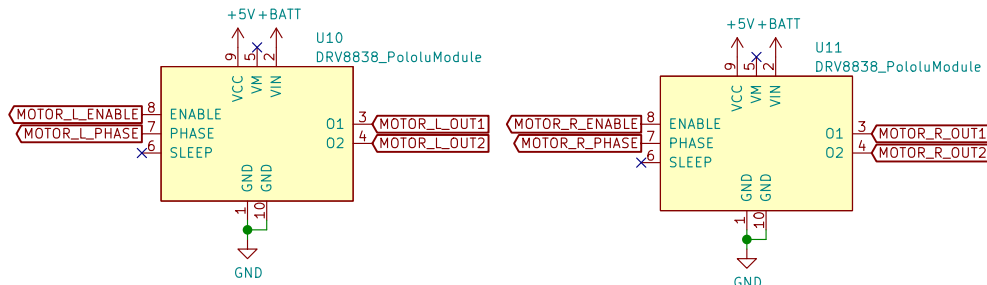 +5V +BATT
U10
DRV8838_PololuModule
9 5 2
VCC VM VIN
MOTOR_L_ENABLE 8 ENABLE
MOTOR_L_PHASE 7 PHASE
6 SLEEP
O1 3 MOTOR_L_OUT1
O2 4 MOTOR_L_OUT2
GND GND
1 10
GND
+5V +BATT
U11
DRV8838_PololuModule
9 5 2
VCC VM VIN
MOTOR_R_ENABLE 8 ENABLE
MOTOR_R_PHASE 7 PHASE
6 SLEEP
O1 3 MOTOR_R_OUT1
O2 4 MOTOR_R_OUT2
GND GND
1 10
GND